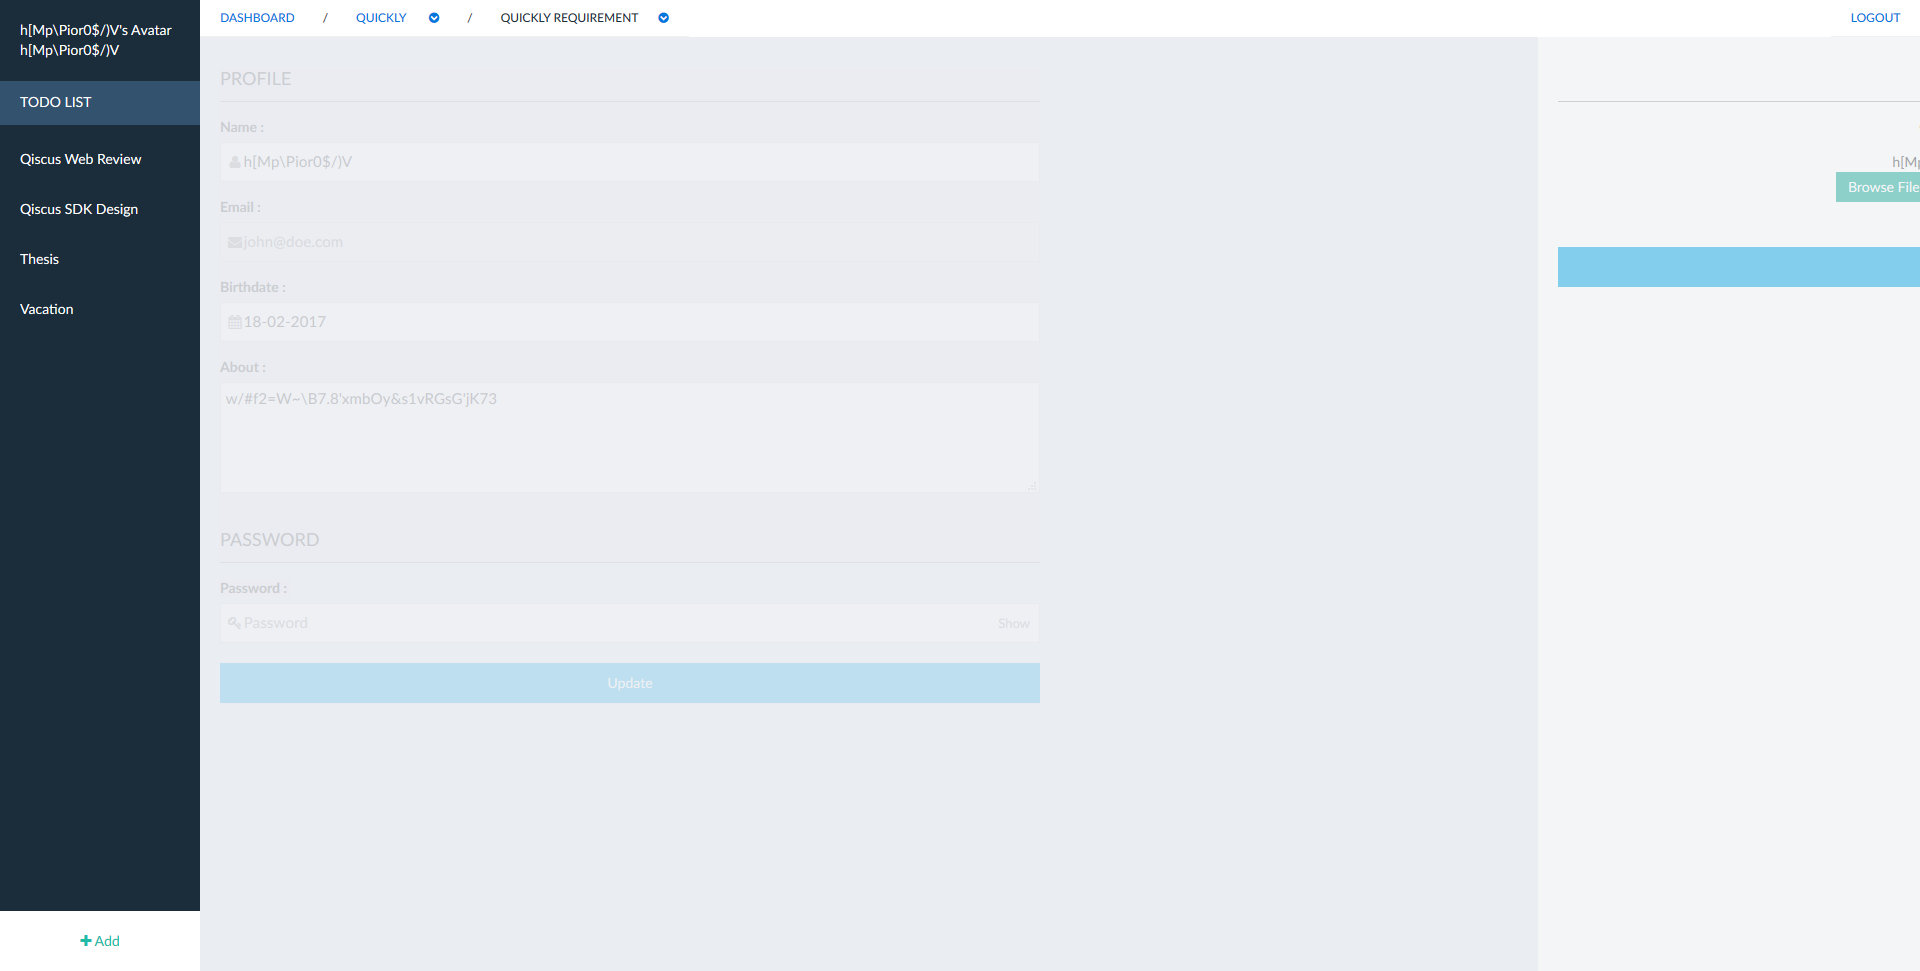 h[Mp\Pior0$/)V's Avatar
h[Mp\Pior0$/)V
TODO LIST
Qiscus Web Review
Qiscus SDK Design
Thesis
Vacation
Add
DASHBOARD / QUICKLY / QUICKLY REQUIREMENT
LOGOUT
PROFILE
Name :
h[Mp\Pior0$/)V
Email :
john@doe.com
Birthdate :
18-02-2017
About :
w/#f2=W~\B7.8'xmbOy&s1vRGsG'jK73
PASSWORD
Password :
Password
Show
Update
h[Mp
Browse File